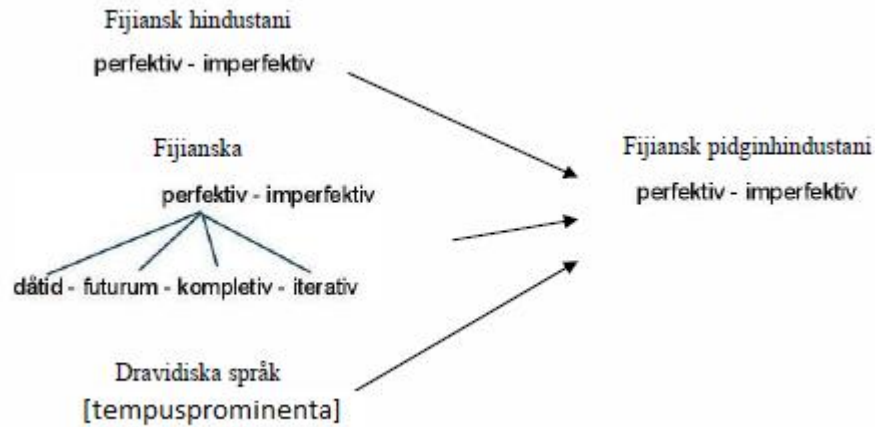 Fijiansk hindustani
perfektiv - imperfektiv
Fijianska
perfektiv - imperfektiv
dåtid - futurum - kompletiv - iterativ
Dravidiska språk
[tempusprominenta]
Fijiansk pidginhindustani
perfektiv - imperfektiv